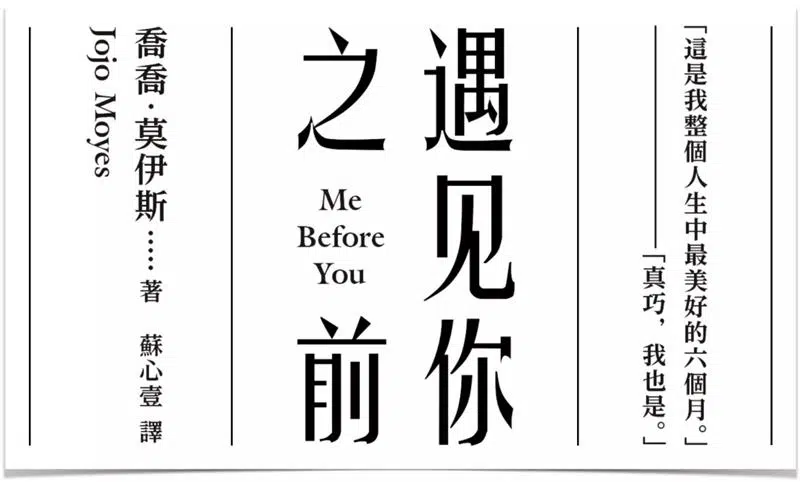 「這是我整個人生中最美好的六個月。」
——「真巧，我也是。」
遇见你
之前
Me
Before
You
喬喬·莫伊斯……著 蘇心壹 譯
Jojo Moyes